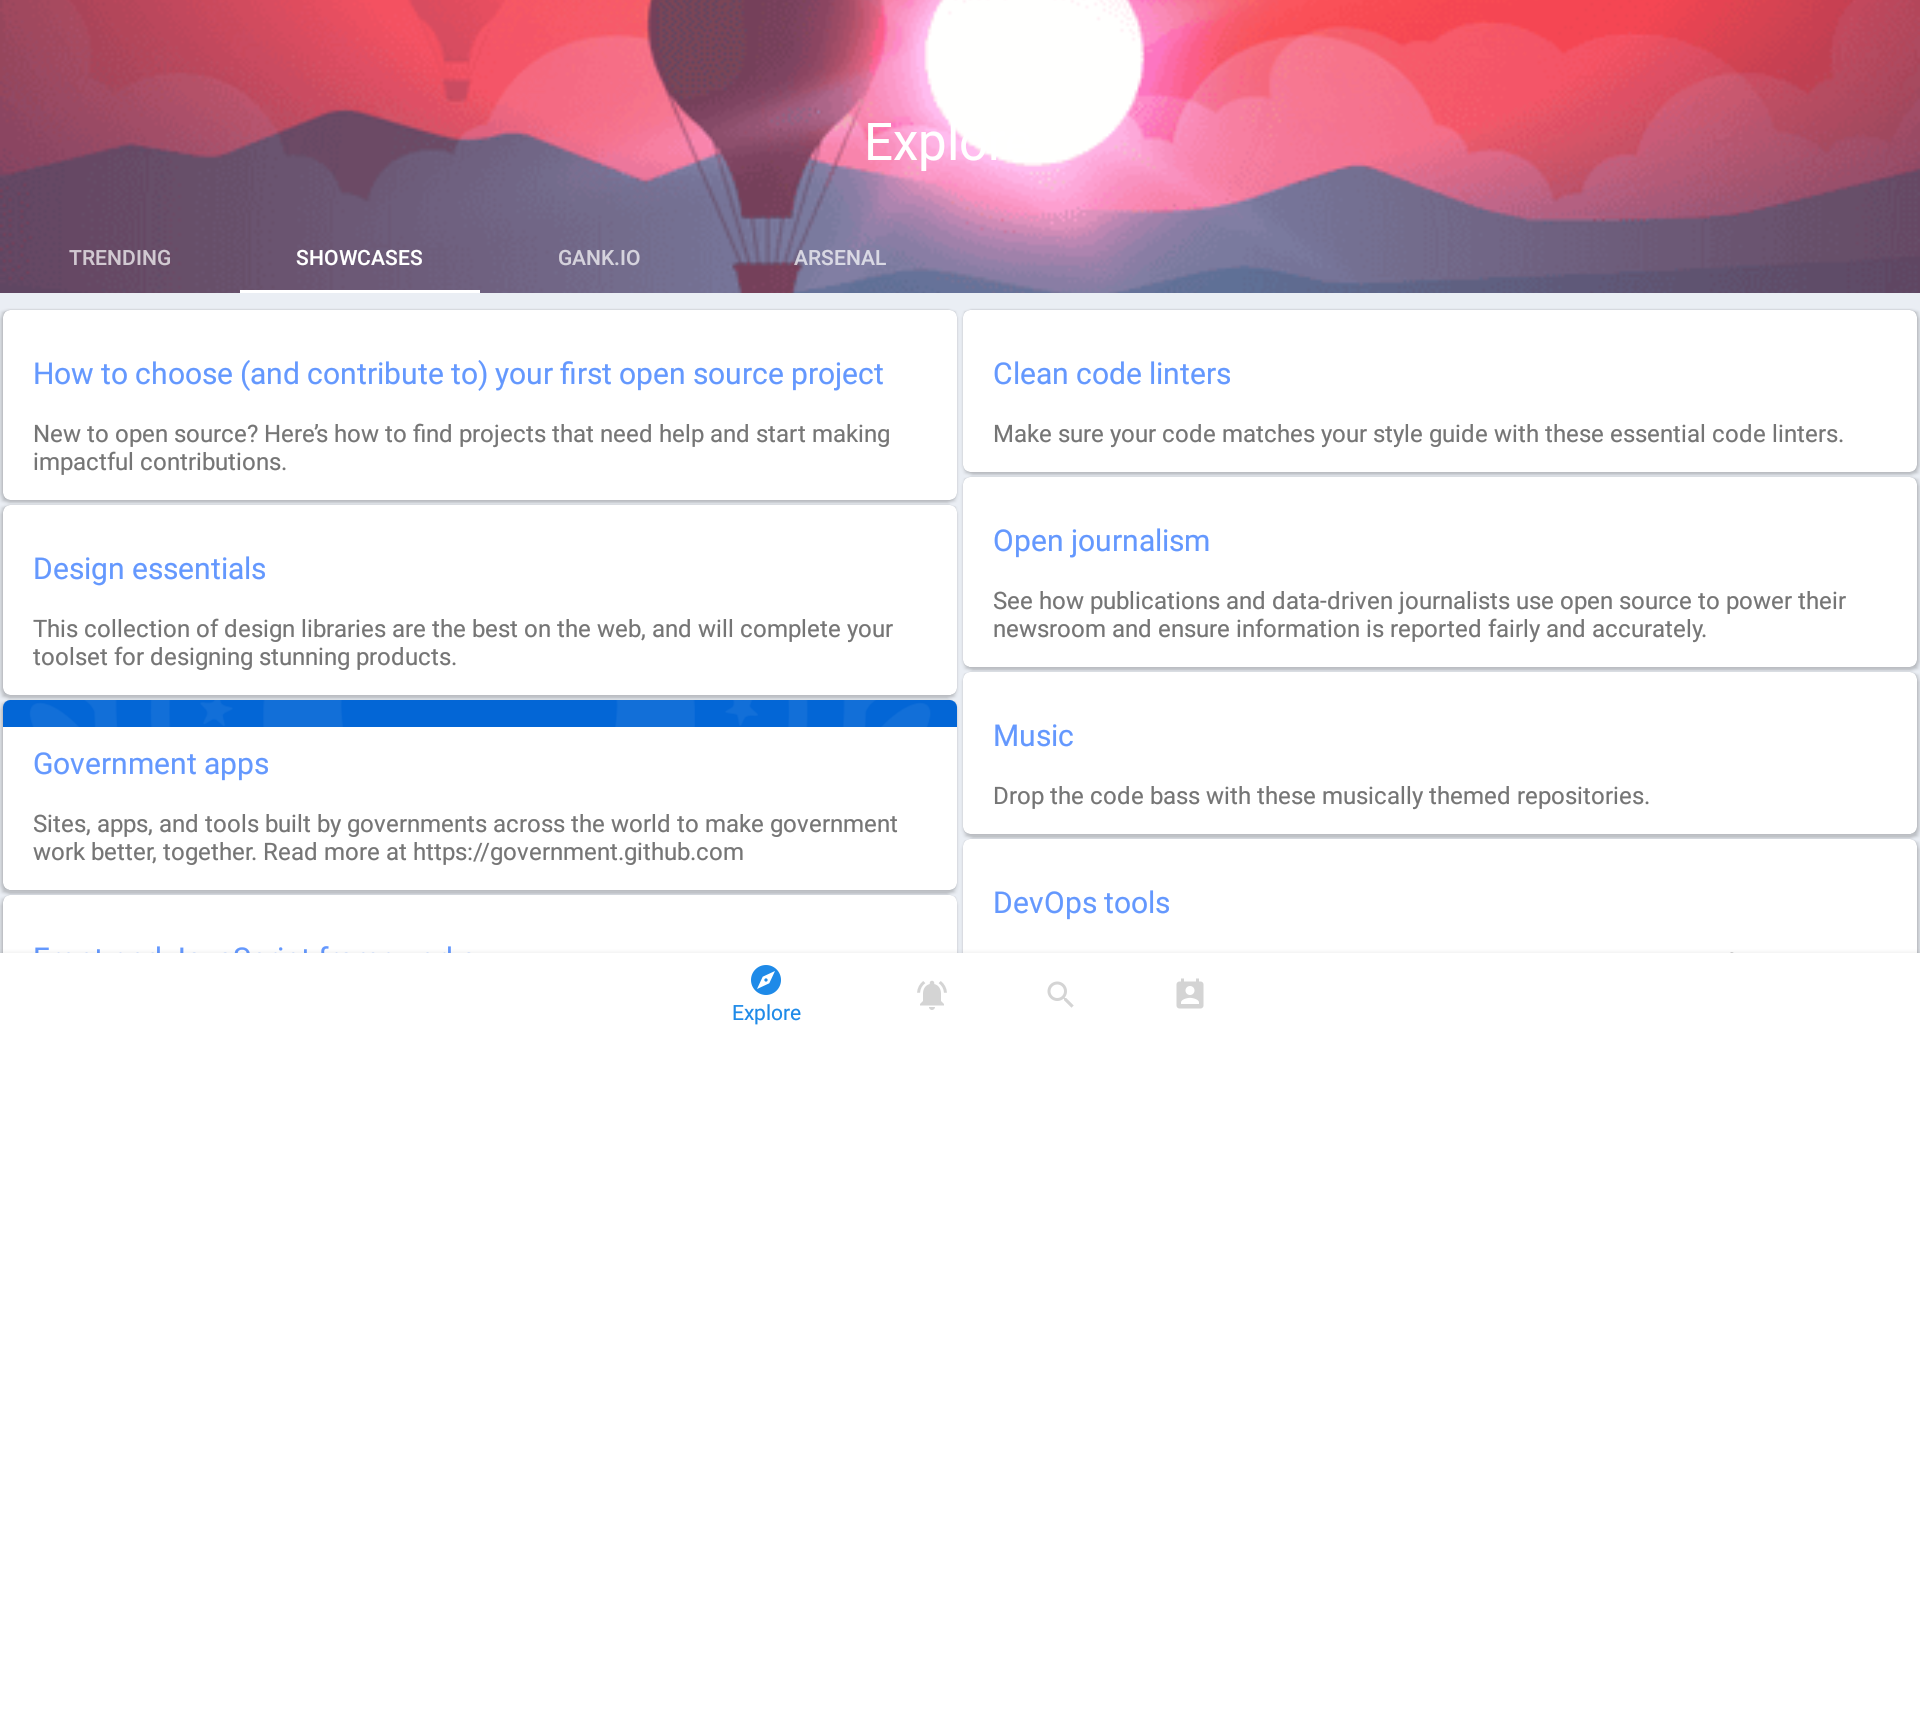 Explore
TRENDING
SHOWCASES
GANK.IO
ARSENAL
How to choose (and contribute to) your first open source project
New to open source? Here's how to find projects that need help and start making
impactful contributions.
Design essentials
This collection of design libraries are the best on the web, and will complete your
toolset for designing stunning products.
Government apps
Sites, apps, and tools built by governments across the world to make government
work better, together. Read more at https://government.github.com
Clean code linters
Make sure your code matches your style guide with these essential code linters.
Open journalism
See how publications and data-driven journalists use open source to power their
newsroom and ensure information is reported fairly and accurately.
Music
Drop the code bass with these musically themed repositories.
DevOps tools
Explore